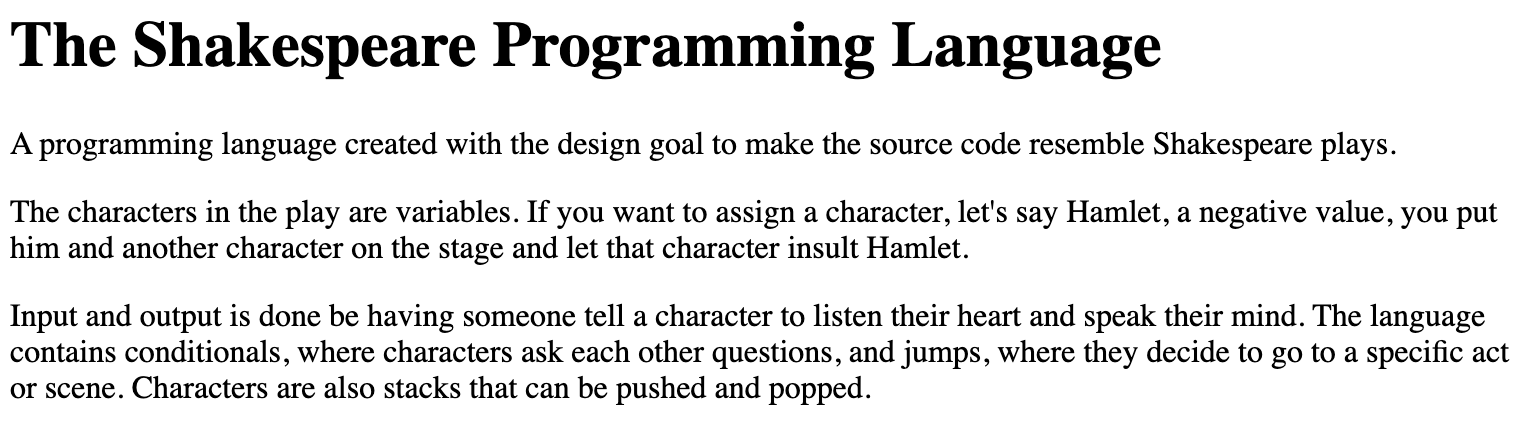 The Shakespeare Programming Language
A programming language created with the design goal to make the source code resemble Shakespeare plays.
The characters in the play are variables. If you want to assign a character, let's say Hamlet, a negative value, you put
him and another character on the stage and let that character insult Hamlet.
Input and output is done be having someone tell a character to listen their heart and speak their mind. The language
contains conditionals, where characters ask each other questions, and jumps, where they decide to go to a specific act
or scene. Characters are also stacks that can be pushed and popped.